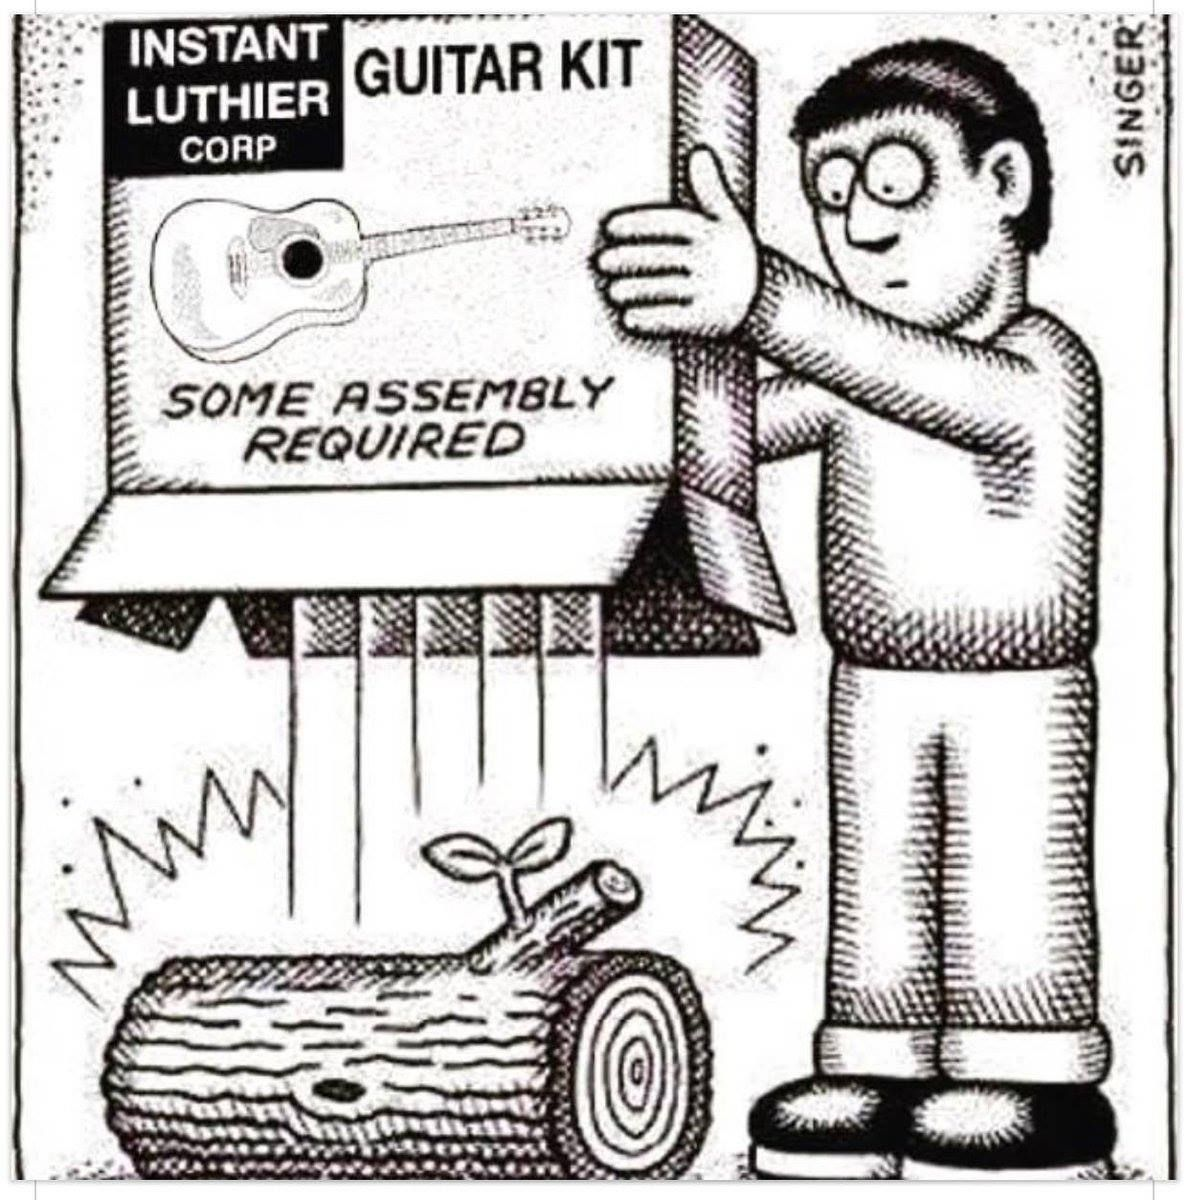 INSTANT
LUTHIER
CORP
GUITAR KIT
SOME ASSEMBLY
REQUIRED
SINGER